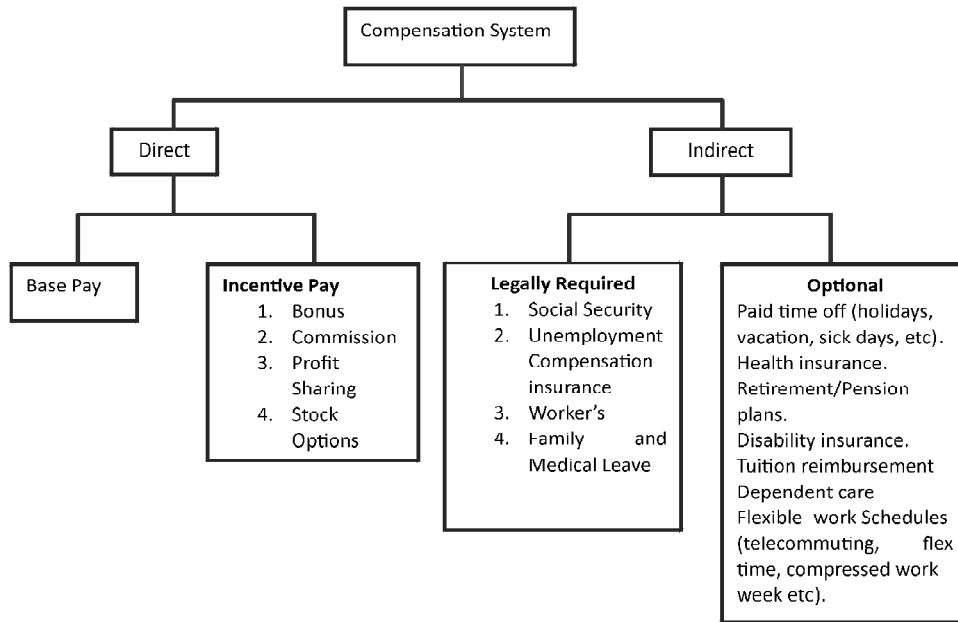 Compensation System
Direct
Indirect
Base Pay
Incentive Pay
1. Bonus
2. Commission
3. Profit
Sharing
4. Stock
Options
Legally Required
1. Social Security
2. Unemployment
Compensation
insurance
3. Worker's
4. Family and
Medical Leave
Optional
Paid time off (holidays,
vacation, sick days, etc).
Health insurance.
Retirement/Pension
plans.
Disability insurance.
Tuition reimbursement
Dependent care
Flexible work Schedules
(telecommuting, flex
time, compressed work
week etc).